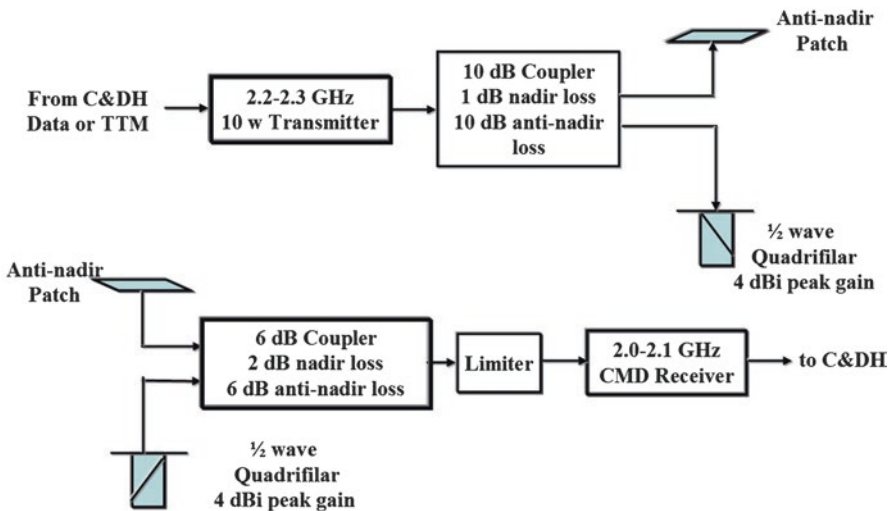 Anti-nadir
Patch
From C&DH
Data or TTM
2.2-2.3 GHz
10 w Transmitter
10 dB Coupler
1 dB nadir loss
10 dB anti-nadir
loss
½ wave
Quadrifilar
4 dBi peak gain
Anti-nadir
Patch
6 dB Coupler
2 dB nadir loss
6 dB anti-nadir loss
Limiter
2.0-2.1 GHz
CMD Receiver
to C&DH
½ wave
Quadrifilar
4 dBi peak gain